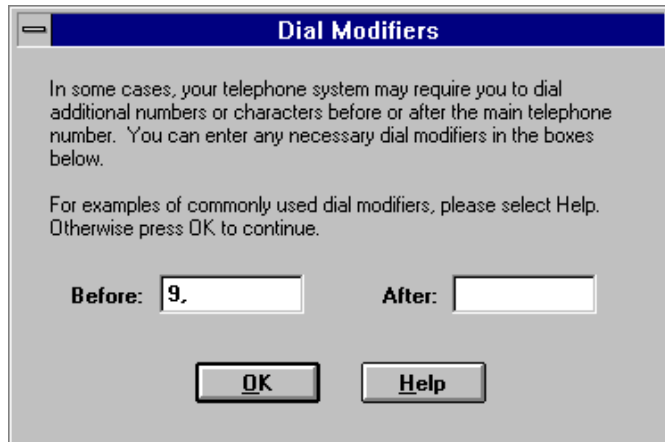 Dial Modifiers
In some cases, your telephone system may require you to dial
additional numbers or characters before or after the main telephone
number.  You can enter any necessary dial modifiers in the boxes
below.
For examples of commonly used dial modifiers, please select Help.
Otherwise press OK to continue.
Before: 9, After:
OK Help